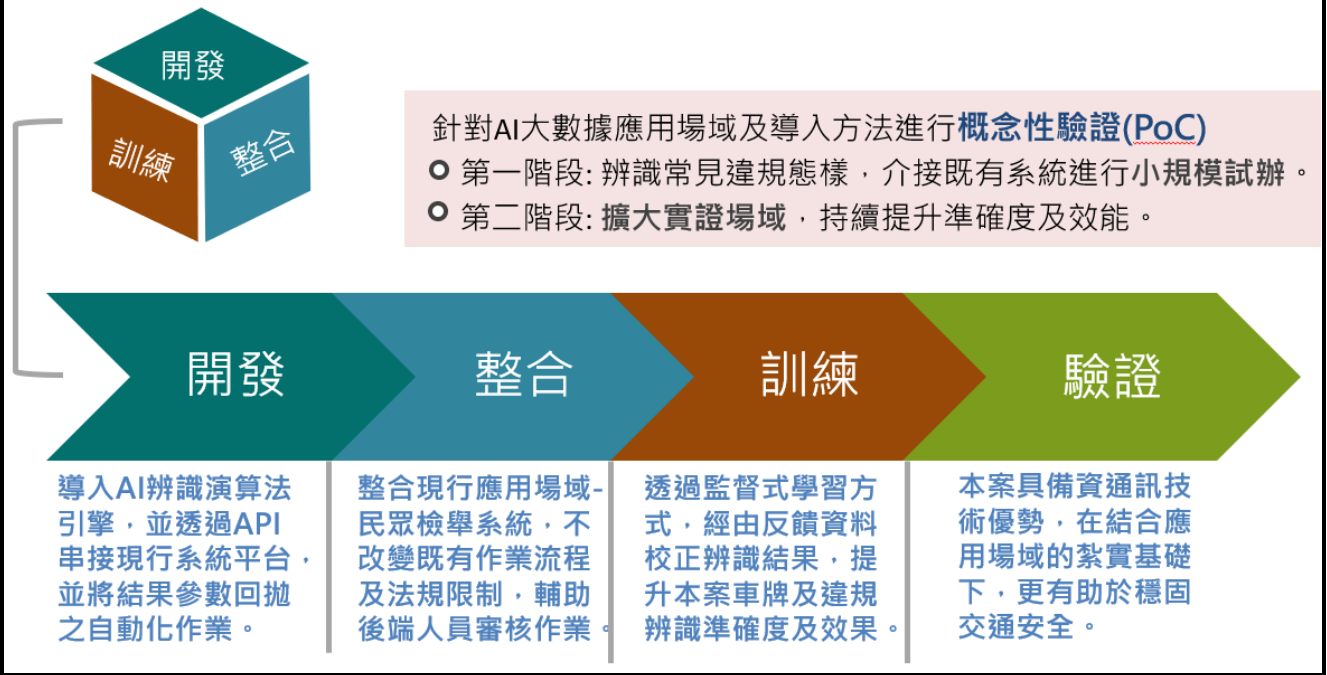 開發
訓練
整合
針對AI大數據應用場域及導入方法進行概念性驗證(PoC)
第一階段: 辨識常見違規態樣，介接既有系統進行小規模試辦。
第二階段: 擴大實證場域，持續提升準確度及效能。
開發
整合
訓練
驗證
導入AI辨識演算法
引擎，並透過API
串接現行系統平台，
並將結果參數回拋
之自動化作業。
整合現行應用場域-
民眾檢舉系統，不
改變既有作業流程
及法規限制，輔助
後端人員審核作業。
透過監督式學習方
式，經由反饋資料
校正辨識結果，提
升本案車牌及違規
辨識準確度及效果。
本案具備資通訊技
術優勢，在結合應
用場域的紮實基礎
下，更有助於穩固
交通安全。